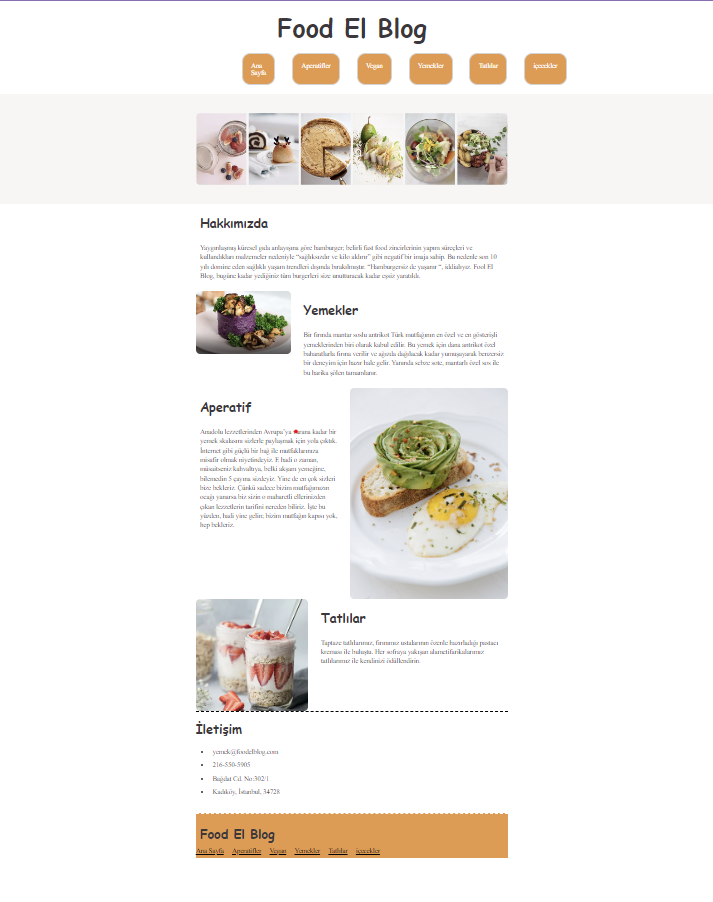 Food El Blog
Ana
Sayfa
Aperatifler
Vegan
Yemekler
Tatlılar
içecekler
Hakkımızda
Yaygınlaşmış küresel gıda anlayışına göre hamburger; belirli fast food zincirlerinin yapım süreçleri ve
kullandıkları malzemeler nedeniyle “sağlıksızdır ve kilo aldırır” gibi negatif bir imaja sahip. Bu nedenle son 10
yılı domine eden sağlıklı yaşam trendleri dışında bırakılmıştır. “Hamburgersiz de yaşanır “, iddialıyız. Fool El
Blog, bugüne kadar yediğiniz tüm burgerleri size unutturacak kadar eşsiz yaratıldı.
Yemekler
Bir fırında mantar soslu antrikot Türk mutfağının en özel ve en gösterişli
yemeklerinden biri olarak kabul edilir. Bu yemek için dana antrikot özel
baharatlarla fırına verilir ve ağızda dağılacak kadar yumuşayarak benzersiz
bir deneyim için hazır hale gelir. Yanında sebze sote, mantarlı özel sos ile
bu harika şölen tamamlanır.
Aperatif
Anadolu lezzetlerinden Avrupa’ya kadar bir
yemek skalasını sizlerle paylaşmak için yola çıktık.
İnternet gibi güçlü bir bağ ile mutfaklarınıza
misafir olmak niyetindeyiz. E hadi o zaman,
müsaitseniz kahvaltıya, belki akşam yemeğine,
bilemedin 5 çayına sizdeyiz. Yine de en çok sizleri
bize bekleriz. Çünkü sadece bizim mutfağımızın
ocağı yanarsa biz sizin o maharetli ellerinizden
çıkan lezzetlerin tarifini nereden biliriz. İşte bu
yüzden, hadi yine gelin, bizim mutfağın kapısı yok,
hep bekleriz.
Tatlılar
Taptaze tatlılarımız, fırınımız ustalarının özenle hazırladığı pastacı
kreması ile buluştu. Her sofraya yakışan alametifarikalarımız
tatlılarımız ile kendinizi ödüllendirin.
İletişim
yemek@foodelblog.com
216-550-5905
Bağdat Cd. No:302/1
Kadıköy, İstanbul, 34728
Food El Blog
Ana Sayfa Aperatifler Vegan Yemekler Tatlılar içecekler